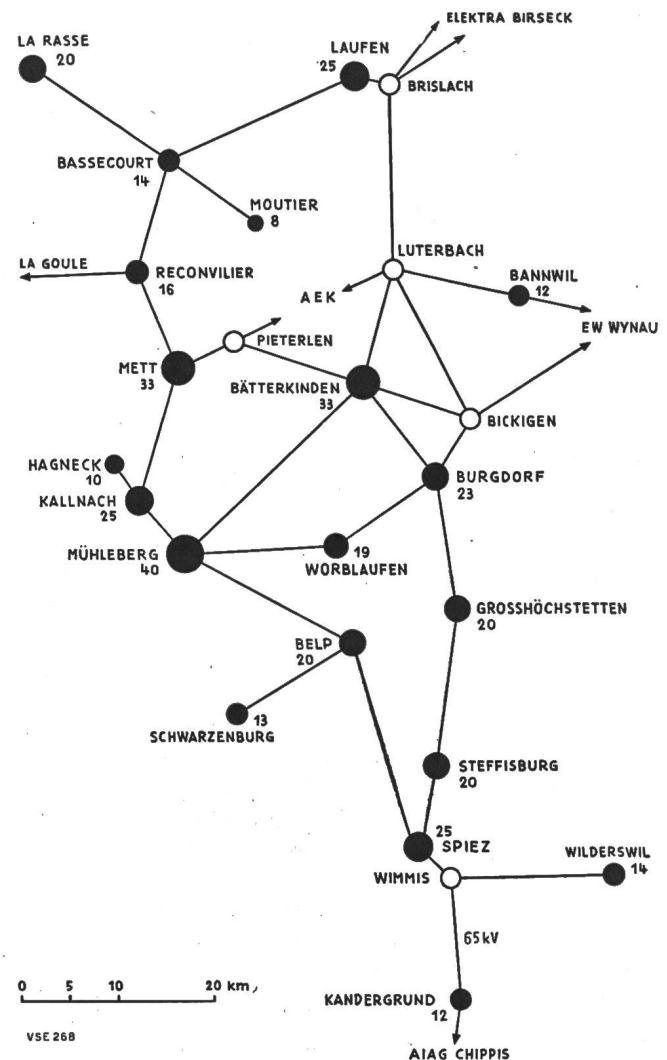 ELEKTRA BIRSECK
LA RASSE
20
LAUFEN
25
BRISLACH
BASSECOURT
14
MOUTIER
8
LUTERBACH
LA GOULE
RECONVILIER
16
BANNWIL
12
AEK
EW WYNAU
PIETERLEN
METT
33
BÄTTERKINDEN
33
BICKIGEN
HAGNECK
10
KALLNACH
25
BURGDORF
23
MÜHLEBERG
40
19
WORBLAUFEN
GROSSHÖCHSTETTEN
20
BELP
20
13
SCHWARZENBURG
STEFFISBURG
20
25
SPIEZ
WILDERSWIL
14
WIMMIS
65kV
0 5 10 20 km
KANDERGRUND
12
VSE 268
AIAG CHIPPIS